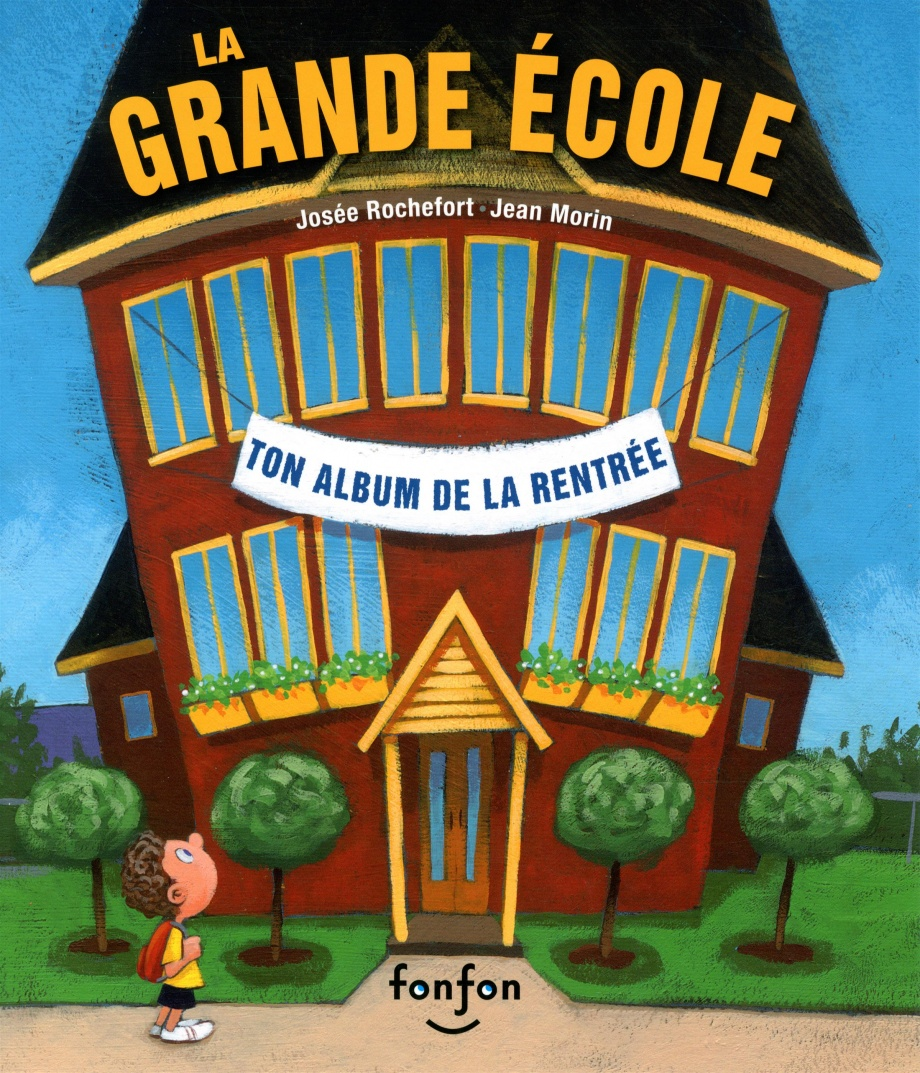 LA
GRANDE ÉCOLE
Josée Rochefort • Jean Morin
TON ALBUM DE LA RENTRÉE
fonfon